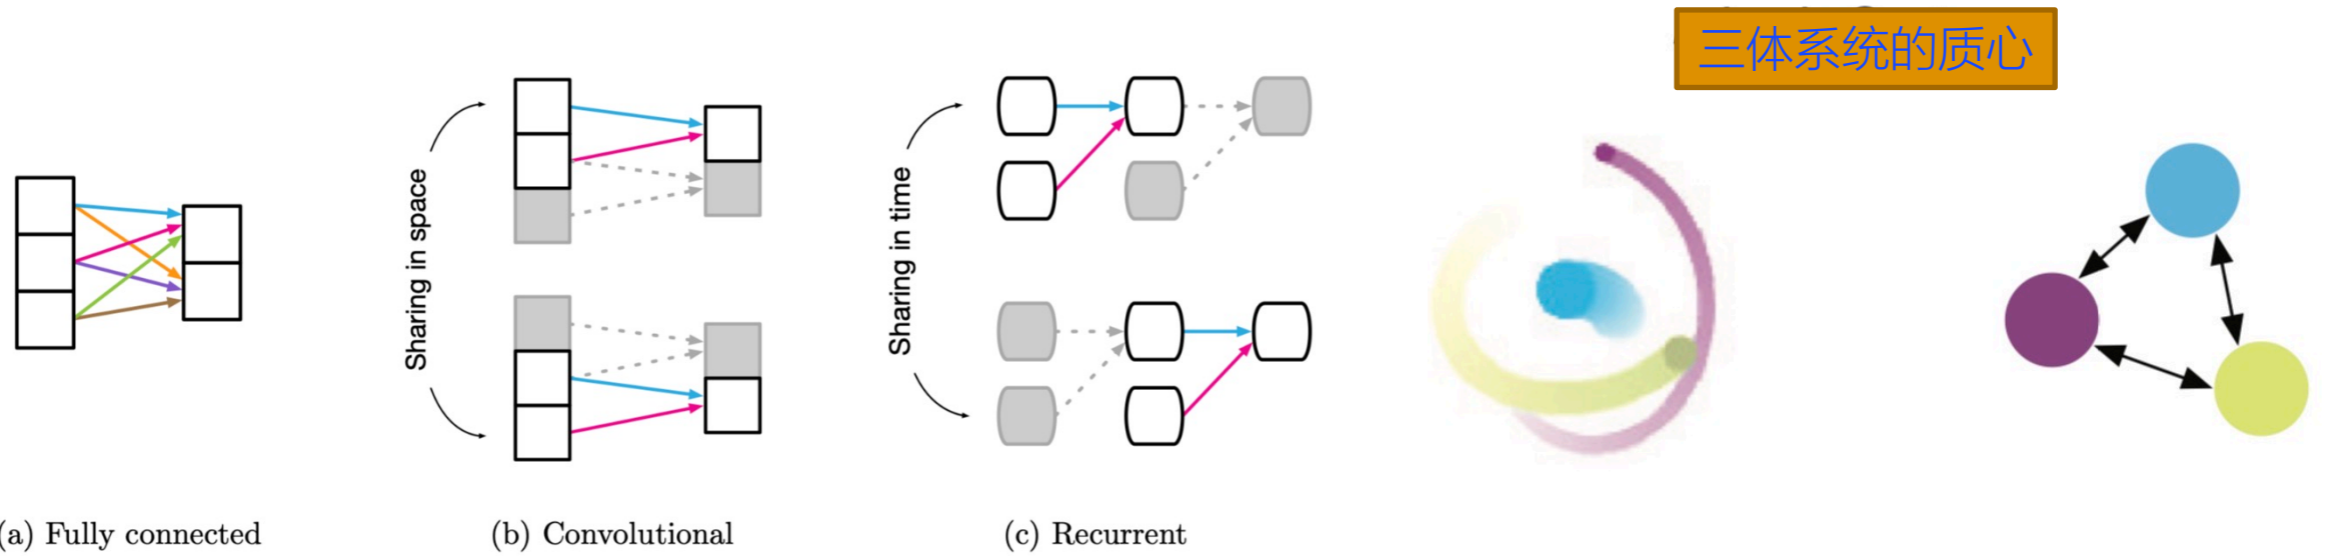 三体系统的质心
Sharing in space
Sharing in time
(a) Fully connected
(b) Convolutional
(c) Recurrent